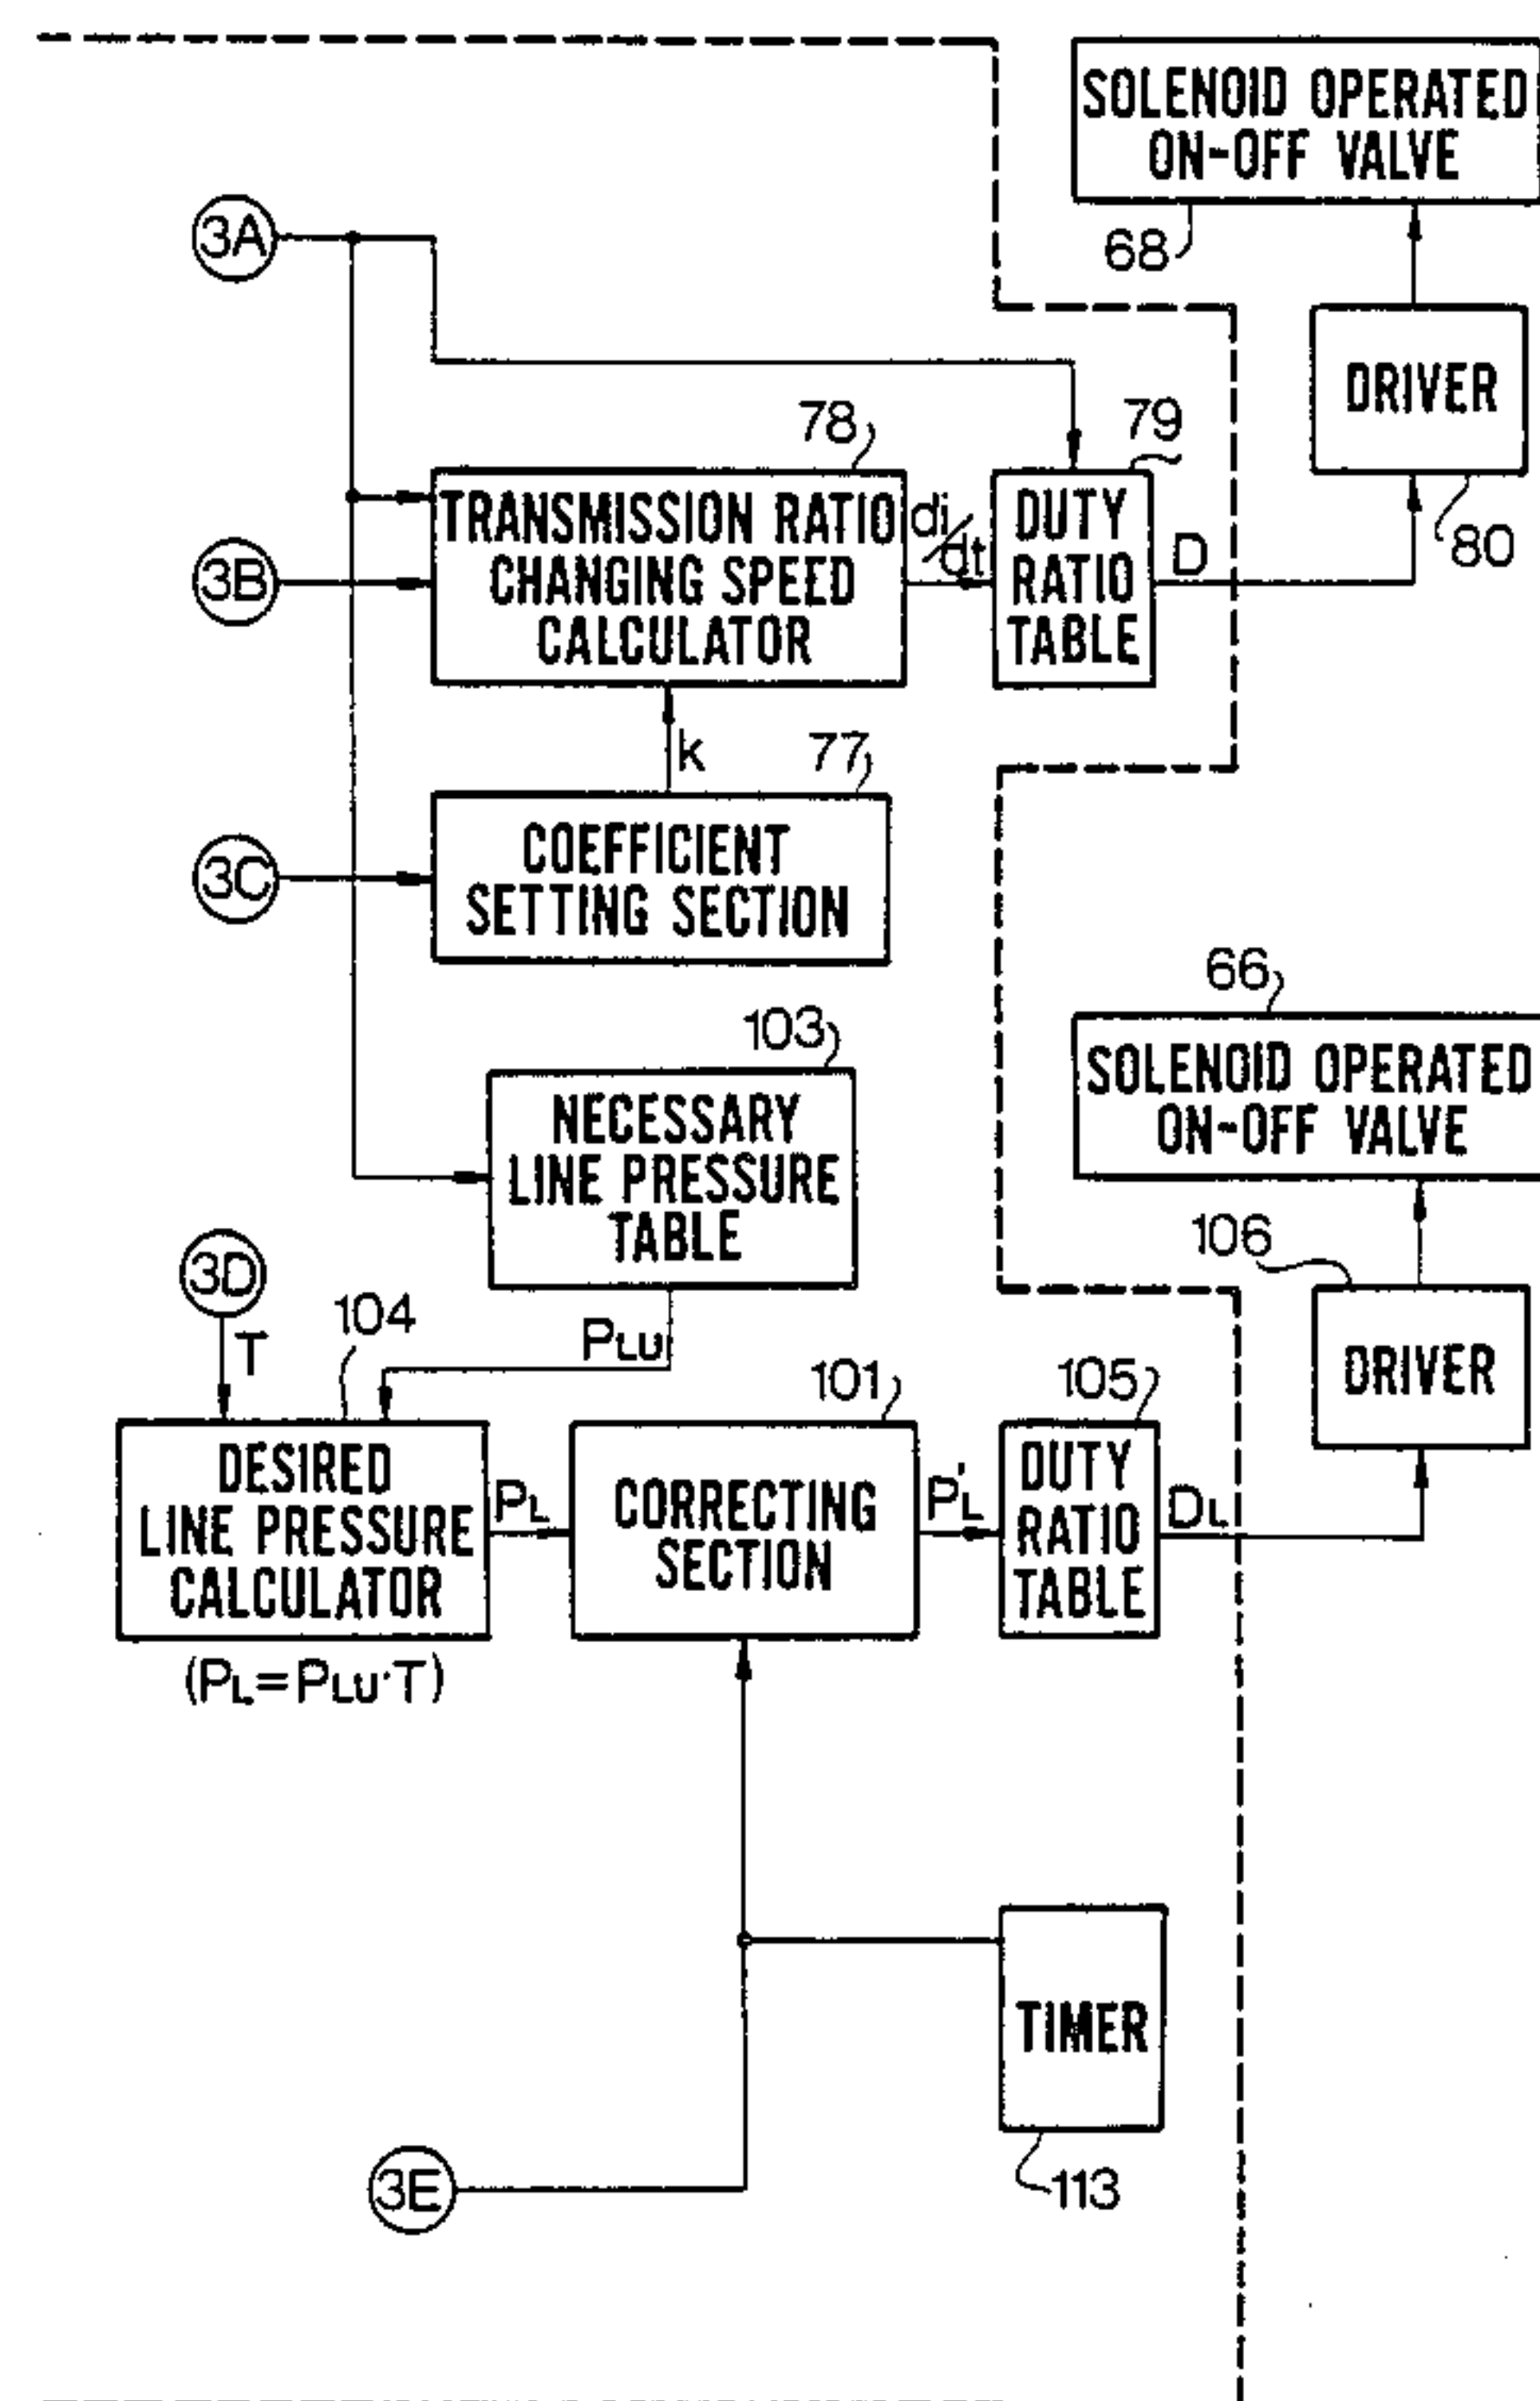 SOLENOID OPERATED
ON-OFF VALVE
68
3A
DRIVER
80
78
79
TRANSMISSION RATIO
CHANGING SPEED
CALCULATOR
di/dt
DUTY
RATIO
TABLE
D
3B
k
77
3C
COEFFICIENT
SETTING SECTION
66
SOLENOID OPERATED
ON-OFF VALVE
103
NECESSARY
LINE PRESSURE
TABLE
106
3D
T
104
PLU
DRIVER
101
105
DESIRED
LINE PRESSURE
CALCULATOR
PL
CORRECTING
SECTION
PL'
DUTY
RATIO
TABLE
DL
(PL=PLU·T)
TIMER
113
3E